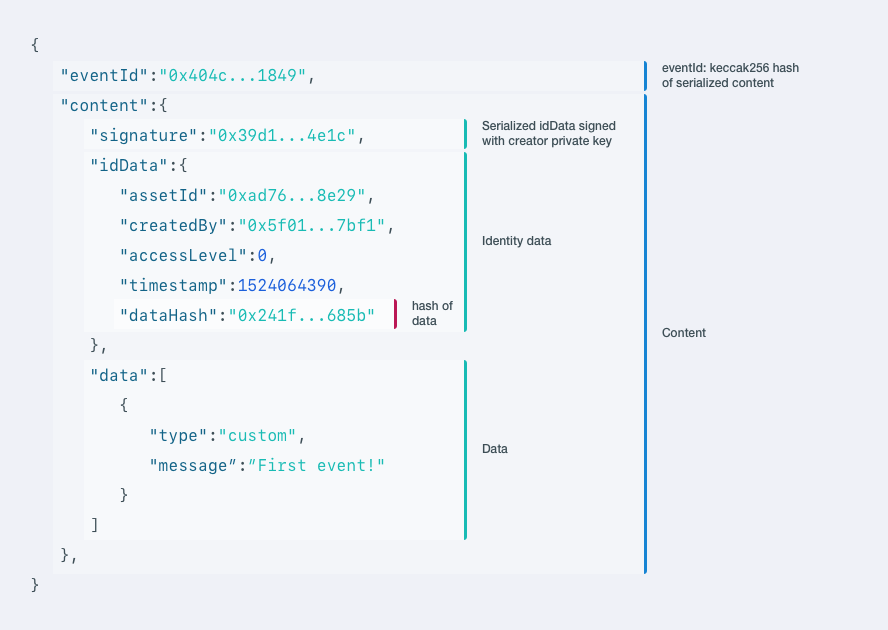 {
"eventId":"0x404c...1849",
eventId: keccak256 hash
of serialized content
"content":{
"signature":"0x39d1...4e1c",
Serialized idData signed
with creator private key
"idData":{
"assetId":"0xad76...8e29",
"createdBy":"0x5f01...7bf1",
"accessLevel":0,
"timestamp":1524064390,
"dataHash":"0x241f...685b"
hash of
data
Identity data
},
"data":[
{
"type":"custom",
"message”:”First event!"
}
]
Data
},
Content
}